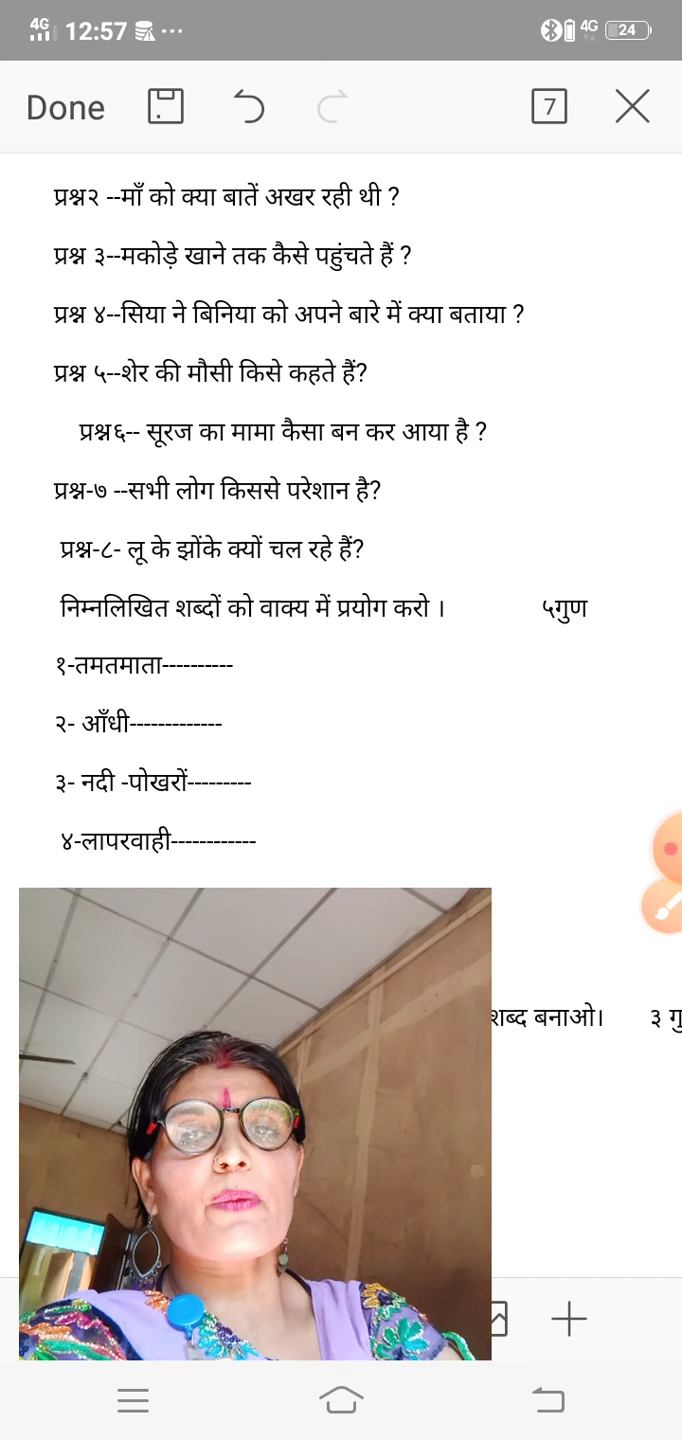 4G 12:57 ... 4G 24
Done 7
प्रश्न२ --माँ को क्या बातें अखर रही थी ?
प्रश्न ३--मकोड़े खाने तक कैसे पहुंचते हैं ?
प्रश्न ४--सिया ने बिनिया को अपने बारे में क्या बताया ?
प्रश्न ५--शेर की मौसी किसे कहते हैं?
प्रश्न६-- सूरज का मामा कैसा बन कर आया है ?
प्रश्न-७ --सभी लोग किससे परेशान है?
प्रश्न-८- लू के झोंके क्यों चल रहे हैं?
निम्नलिखित शब्दों को वाक्य में प्रयोग करो । ५गुण
१-तमतमाता----------
२- आँधी-------------
३- नदी -पोखरों---------
४-लापरवाही------------
शब्द बनाओ। ३ गु